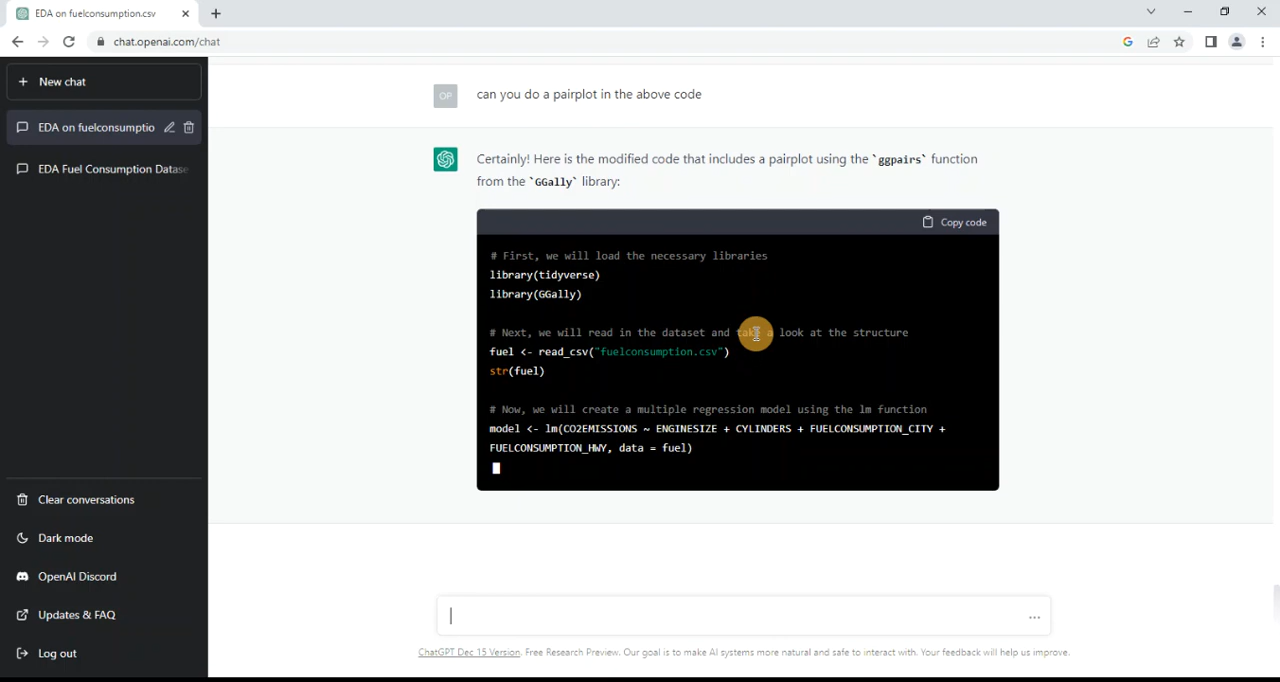 EDA on fuelconsumption.csv
chat.openai.com/chat
New chat
EDA on fuelconsumptio
EDA Fuel Consumption Datase
Clear conversations
Dark mode
OpenAI Discord
Updates & FAQ
Log out
OP can you do a pairplot in the above code
Certainly! Here is the modified code that includes a pairplot using the `ggpairs` function
from the `GGally` library:
Copy code
# First, we will load the necessary libraries
library(tidyverse)
library(GGally)
# Next, we will read in the dataset and take a look at the structure
fuel <- read_csv("fuelconsumption.csv")
str(fuel)
# Now, we will create a multiple regression model using the lm function
model <- lm(CO2EMISSIONS ~ ENGINESIZE + CYLINDERS + FUELCONSUMPTION_CITY +
FUELCONSUMPTION_HWY, data = fuel)
ChatGPT Dec 15 Version. Free Research Preview. Our goal is to make AI systems more natural and safe to interact with. Your feedback will help us improve.